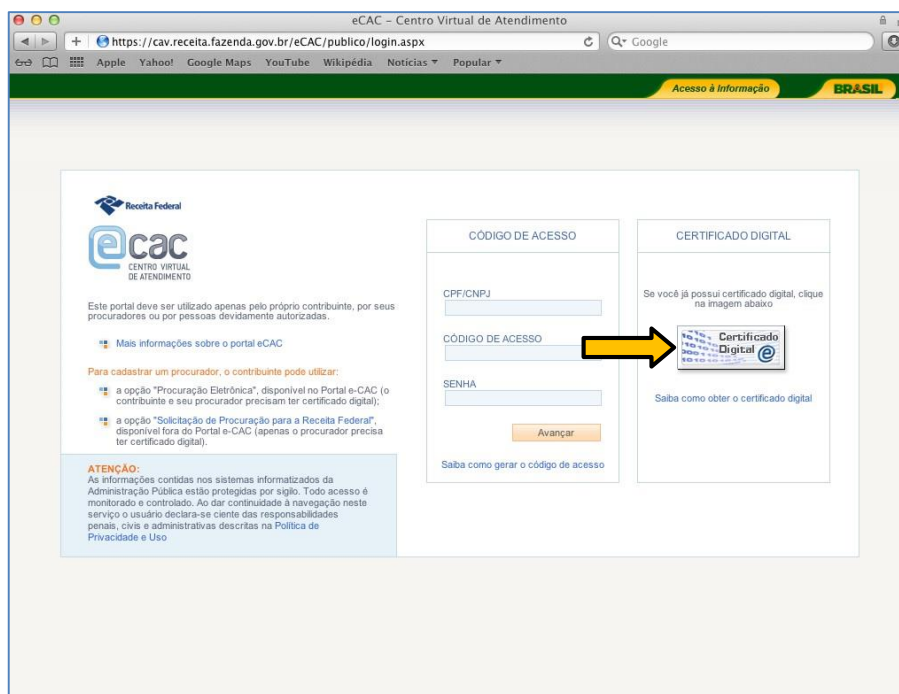 eCAC – Centro Virtual de Atendimento
https://cav.receita.fazenda.gov.br/eCAC/publico/login.aspx
Google
Apple Yahoo! Google Maps YouTube Wikipédia Notícias Popular
Acesso à Informação
BRASIL
Receita Federal
ecac
CENTRO VIRTUAL
DE ATENDIMENTO
Este portal deve ser utilizado apenas pelo próprio contribuinte, por seus
procuradores ou por pessoas devidamente autorizadas.
Mais informações sobre o portal eCAC
Para cadastrar um procurador, o contribuinte pode utilizar:
a opção "Procuração Eletrônica", disponível no Portal e-CAC (o
contribuinte e seu procurador precisam ter certificado digital);
a opção "Solicitação de Procuração para a Receita Federal",
disponível fora do Portal e-CAC (apenas o procurador precisa
ter certificado digital).
ATENÇÃO:
As informações contidas nos sistemas informatizados da
Administração Pública estão protegidas por sigilo. Todo acesso é
monitorado e controlado. Ao dar continuidade à navegação neste
serviço o usuário declara-se ciente das responsabilidades
penais, civis e administrativas descritas na Política de
Privacidade e Uso
CÓDIGO DE ACESSO
CPF/CNPJ
CÓDIGO DE ACESSO
SENHA
Avançar
Saiba como gerar o código de acesso
CERTIFICADO DIGITAL
Se você já possui certificado digital, clique
na imagem abaixo
Certificado
Digital e
Saiba como obter o certificado digital